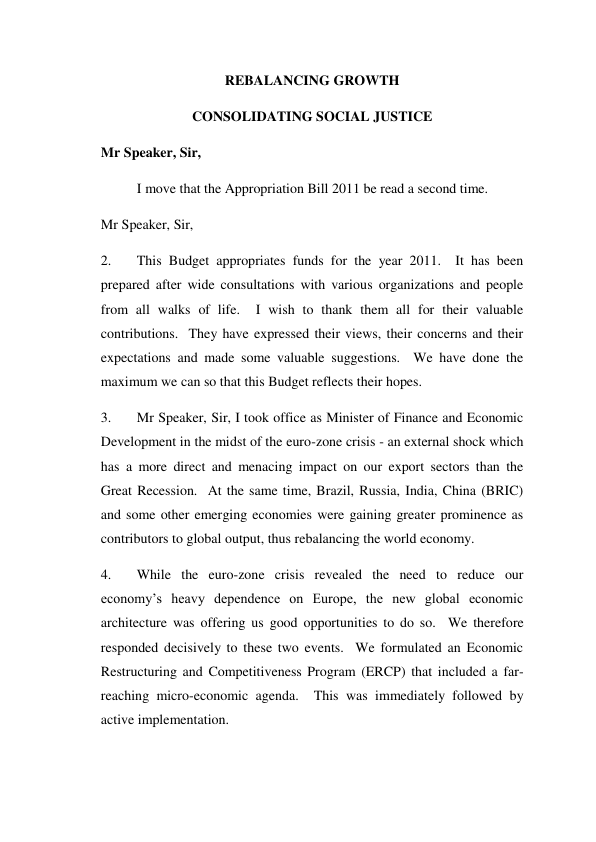 REBALANCING GROWTH
CONSOLIDATING SOCIAL JUSTICE
Mr Speaker, Sir,
I move that the Appropriation Bill 2011 be read a second time.
Mr Speaker, Sir,
2. This Budget appropriates funds for the year 2011. It has been
prepared after wide consultations with various organizations and people
from all walks of life. I wish to thank them all for their valuable
contributions. They have expressed their views, their concerns and their
expectations and made some valuable suggestions. We have done the
maximum we can so that this Budget reflects their hopes.
3. Mr Speaker, Sir, I took office as Minister of Finance and Economic
Development in the midst of the euro-zone crisis - an external shock which
has a more direct and menacing impact on our export sectors than the
Great Recession. At the same time, Brazil, Russia, India, China (BRIC)
and some other emerging economies were gaining greater prominence as
contributors to global output, thus rebalancing the world economy.
4. While the euro-zone crisis revealed the need to reduce our
economy’s heavy dependence on Europe, the new global economic
architecture was offering us good opportunities to do so. We therefore
responded decisively to these two events. We formulated an Economic
Restructuring and Competitiveness Program (ERCP) that included a far-
reaching micro-economic agenda. This was immediately followed by
active implementation.